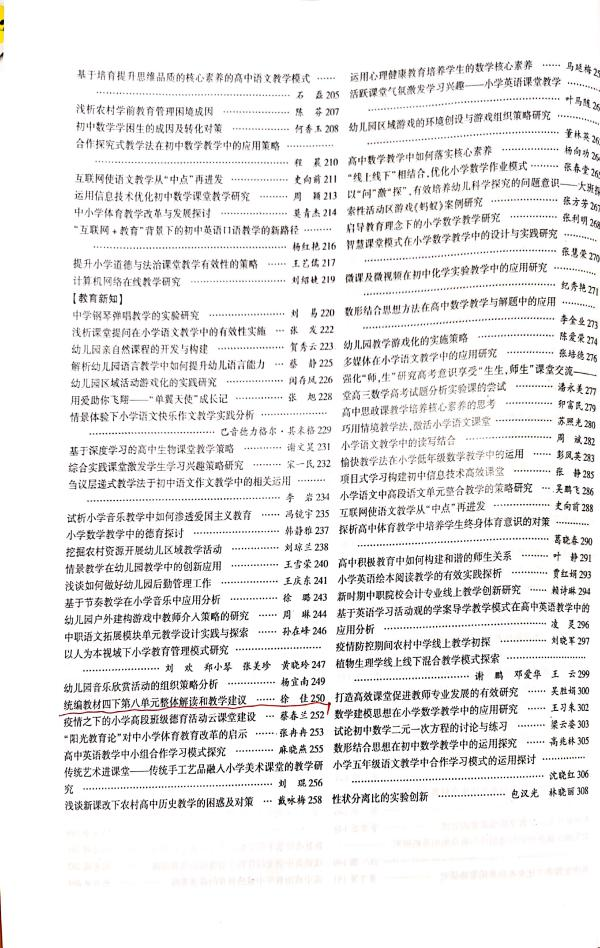 基于培育提升思维品质的核心素养的高中语文教学模式 ……
…… 石 磊 205
浅析农村学前教育管理困境成因 …… 陈 芬 207
初中数学学困生的成因及转化对策 …… 何香玉 208
合作探究式教学法在初中数学教学中的应用策略 ……
…… 程 晨 210
互联网使语文教学从“中点”再进发 …… 史向前 211
运用信息技术优化初中数学课堂教学研究 …… 周 颖 213
中小学体育教学改革与发展探讨 …… 莫青杰 214
“互联网+教育”背景下的初中英语口语教学的新路径 ……
…… 杨红艳 216
提升小学道德与法治课堂教学有效性的策略 …… 王艺儒 217
计算机网络在线教学研究 …… 刘绍婕 219
【教育新知】
中学钢琴弹唱教学的实验研究 …… 刘 易 220
浅析课堂提问在小学语文教学中的有效性实施 … 张 发 222
幼儿园亲自然课程的开发与构建 …… 贺秀云 223
解析幼儿园语言教学中如何提升幼儿语言能力 … 蔡 静 225
幼儿园区域活动游戏化的实践研究 …… 闵存凤 226
用爱助你飞翔——“单翼天使”成长记 …… 张 旭 228
情景体验下小学语文快乐作文教学实践分析 ……
…… 巴音德力格尔·其米格 229
基于深度学习的高中生物课堂教学策略 …… 谢文昊 231
综合实践课堂激发学生学习兴趣策略研究 …… 宋一民 232
刍议层递式教学法于初中语文作文教学中的相关运用 ……
…… 李 岩 234
试析小学音乐教学中如何渗透爱国主义教育 …… 冯锐宇 235
小学数学教学中的德育探讨 …… 韩静雅 237
挖掘农村资源开展幼儿区域教学活动 …… 刘琼兰 238
情景教学在幼儿园教学中的创新应用 …… 王雪荣 240
浅谈如何做好幼儿园后勤管理工作 …… 王庆东 241
基于节奏教学在小学音乐中应用分析 …… 徐 璐 243
幼儿园户外建构游戏中教师介入策略的研究 …… 周 琳 244
中职语文拓展模块单元教学设计实践与探索 … 孙在峰 246
以人为本视域下小学教育管理模式研究 ……
…… 刘 欢 郑小琴 张美珍 黄晓玲 247
幼儿园音乐欣赏活动的组织策略分析 …… 杨宜南 249
统编教材四下第八单元整体解读和教学建议 …… 徐 佳 250
疫情之下的小学高段班级德育活动云课堂建设 … 蔡春兰 252
“阳光教育论”对中小学体育教育改革的启示 … 张冉冉 253
高中英语教学中小组合作学习模式探究 …… 麻晓燕 255
传统艺术进课堂——传统手工艺品融入小学美术课堂的教学研
究 …… 刘 琨 256
浅谈新课改下农村高中历史教学的困惑及对策 … 戴咏梅 258
运用心理健康教育培养学生的数学核心素养 …… 马延梅
活跃课堂气氛激发学习兴趣——小学英语课堂教学
…… 叶马随
幼儿园区域游戏的环境创设与游戏组织策略研究 ……
…… 董林英
高中数学教学中如何落实核心素养 …… 杨向功
“线上线下”相结合,优化小学数学作业模式 …… 张春堂
以“问”激“探”,有效培养幼儿科学探究的问题意识——大班探
索性活动区游戏《蚂蚁》案例研究 …… 张方芳 267
启导教育理念下的小学数学教学研究 …… 张利明 268
智慧课堂模式在小学数学教学中的设计与实践研究 ……
…… 张慧荣 270
微课及微视频在初中化学实验教学中的应用研究 ……
…… 纪秀艳 271
数形结合思想方法在高中数学教学与解题中的应用 ……
…… 李金业 273
幼儿园教学游戏化的实施策略 …… 陈爱荣 274
多媒体在小学语文教学中的应用研究 …… 张培德 276
强化“师,生”研究高考意识享受“生生,师生”课堂交流——
堂高三数学高考试题分析实验课的尝试 …… 潘永美 277
高中思政课教学培养核心素养的思考 …… 邬富民 279
巧用情境教学法,激活小学语文课堂 …… 苏照光 280
小学语文教学中的读写结合 …… 周 斌 282
愉快教学法在小学低年级数学教学中的运用 …… 彭凤英 283
项目式学习构建初中信息技术高效课堂 …… 张 静 285
小学语文中高段语文单元整合教学的策略研究 … 吴鹏飞 286
互联网使语文教学从“中点”再进发 …… 史向前 288
探析高中体育教学中培养学生终身体育意识的对策 ……
…… 葛晓春 290
高中积极教育中如何构建和谐的师生关系 …… 叶 静 291
小学英语绘本阅读教学的有效实践探析 …… 贾红娟 293
新时期中职院校会计专业线上教学创新研究 …… 赖诗琳 294
基于英语学习活动观的学案导学教学模式在高中英语教学中的
应用分析 …… 凌 灵 296
疫情防控期间农村中学线上教学初探 …… 刘晓军 297
植物生理学线上线下混合教学模式探索 ……
…… 谢 鹏 邓爱华 王 云 299
打造高效课堂促进教师专业发展的有效研究 …… 吴胜娟 300
数学建模思想在小学数学教学中的应用研究 …… 王习朱 302
试论初中数学二元一次方程的讨论与练习 …… 梁云姿 303
数形结合思想在初中数学教学中的运用探究 …… 高兆林 305
小学五年级语文教学中合作学习模式的运用探讨 ……
…… 沈晓红 306
性状分离比的实验创新 …… 包汉光 林晓丽 308